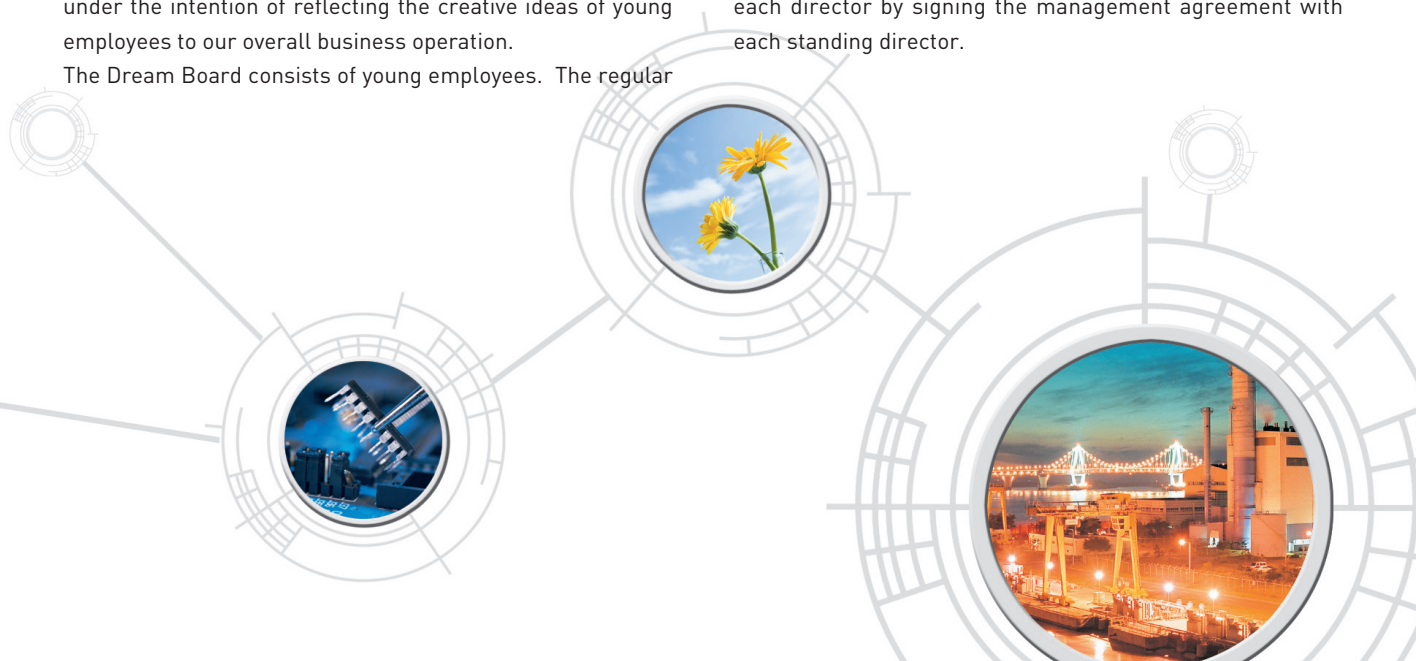 under the intention of reflecting the creative ideas of young
employees to our overall business operation.
The Dream Board consists of young employees. The regular
each director by signing the management agreement with
each standing director.